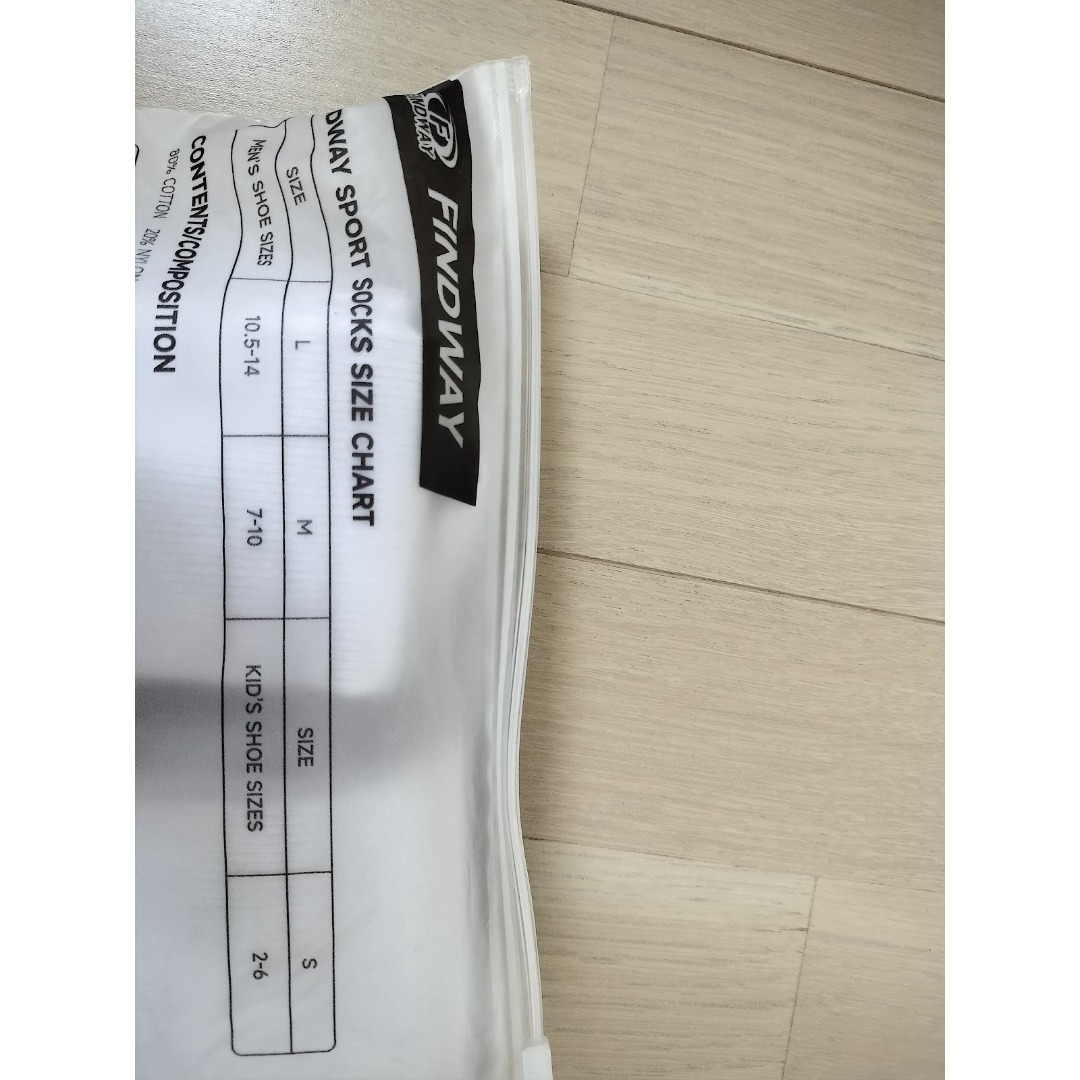 FINDWAY
FINDWAY
DWAY SPORT SOCKS SIZE CHART
SIZE L M SIZE S
MEN'S SHOE SIZES 10.5-14 7-10 KID'S SHOE SIZES 2-6
CONTENTS/COMPOSITION
80% COTTON 20% NYLON